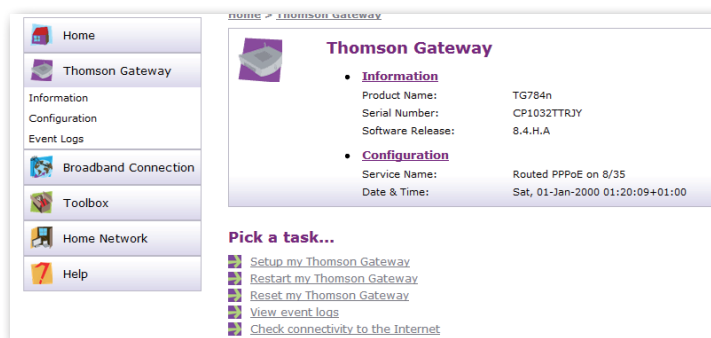 Home > Thomson Gateway
Home
Thomson Gateway
Information
Configuration
Event Logs
Broadband Connection
Toolbox
Home Network
Help
Thomson Gateway
Information
Product Name: TG784n
Serial Number: CP1032TTRJY
Software Release: 8.4.H.A
Configuration
Service Name: Routed PPPoE on 8/35
Date & Time: Sat, 01-Jan-2000 01:20:09+01:00
Pick a task...
Setup my Thomson Gateway
Restart my Thomson Gateway
Reset my Thomson Gateway
View event logs
Check connectivity to the Internet